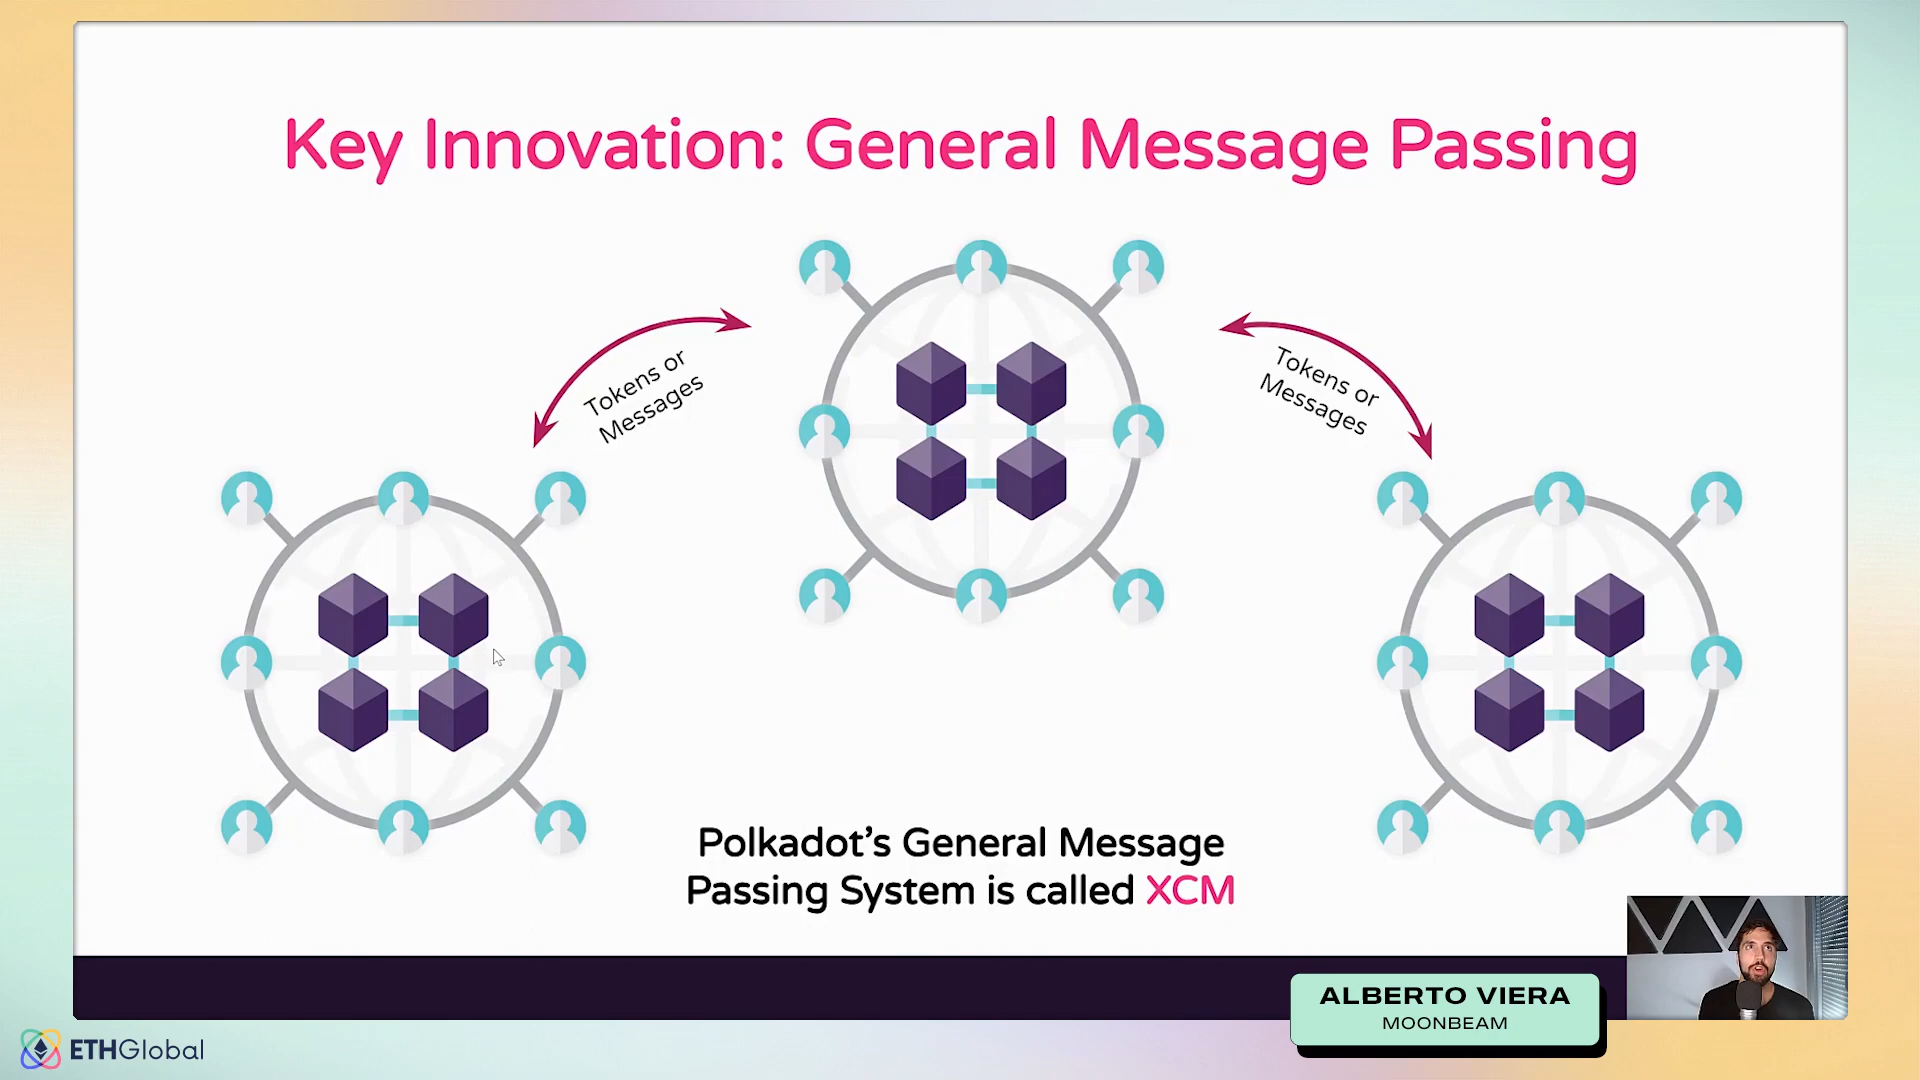 Key Innovation: General Message Passing
Tokens or
Messages
Tokens or
Messages
Polkadot’s General Message
Passing System is called XCM
ALBERTO VIERA
MOONBEAM
ETHGlobal